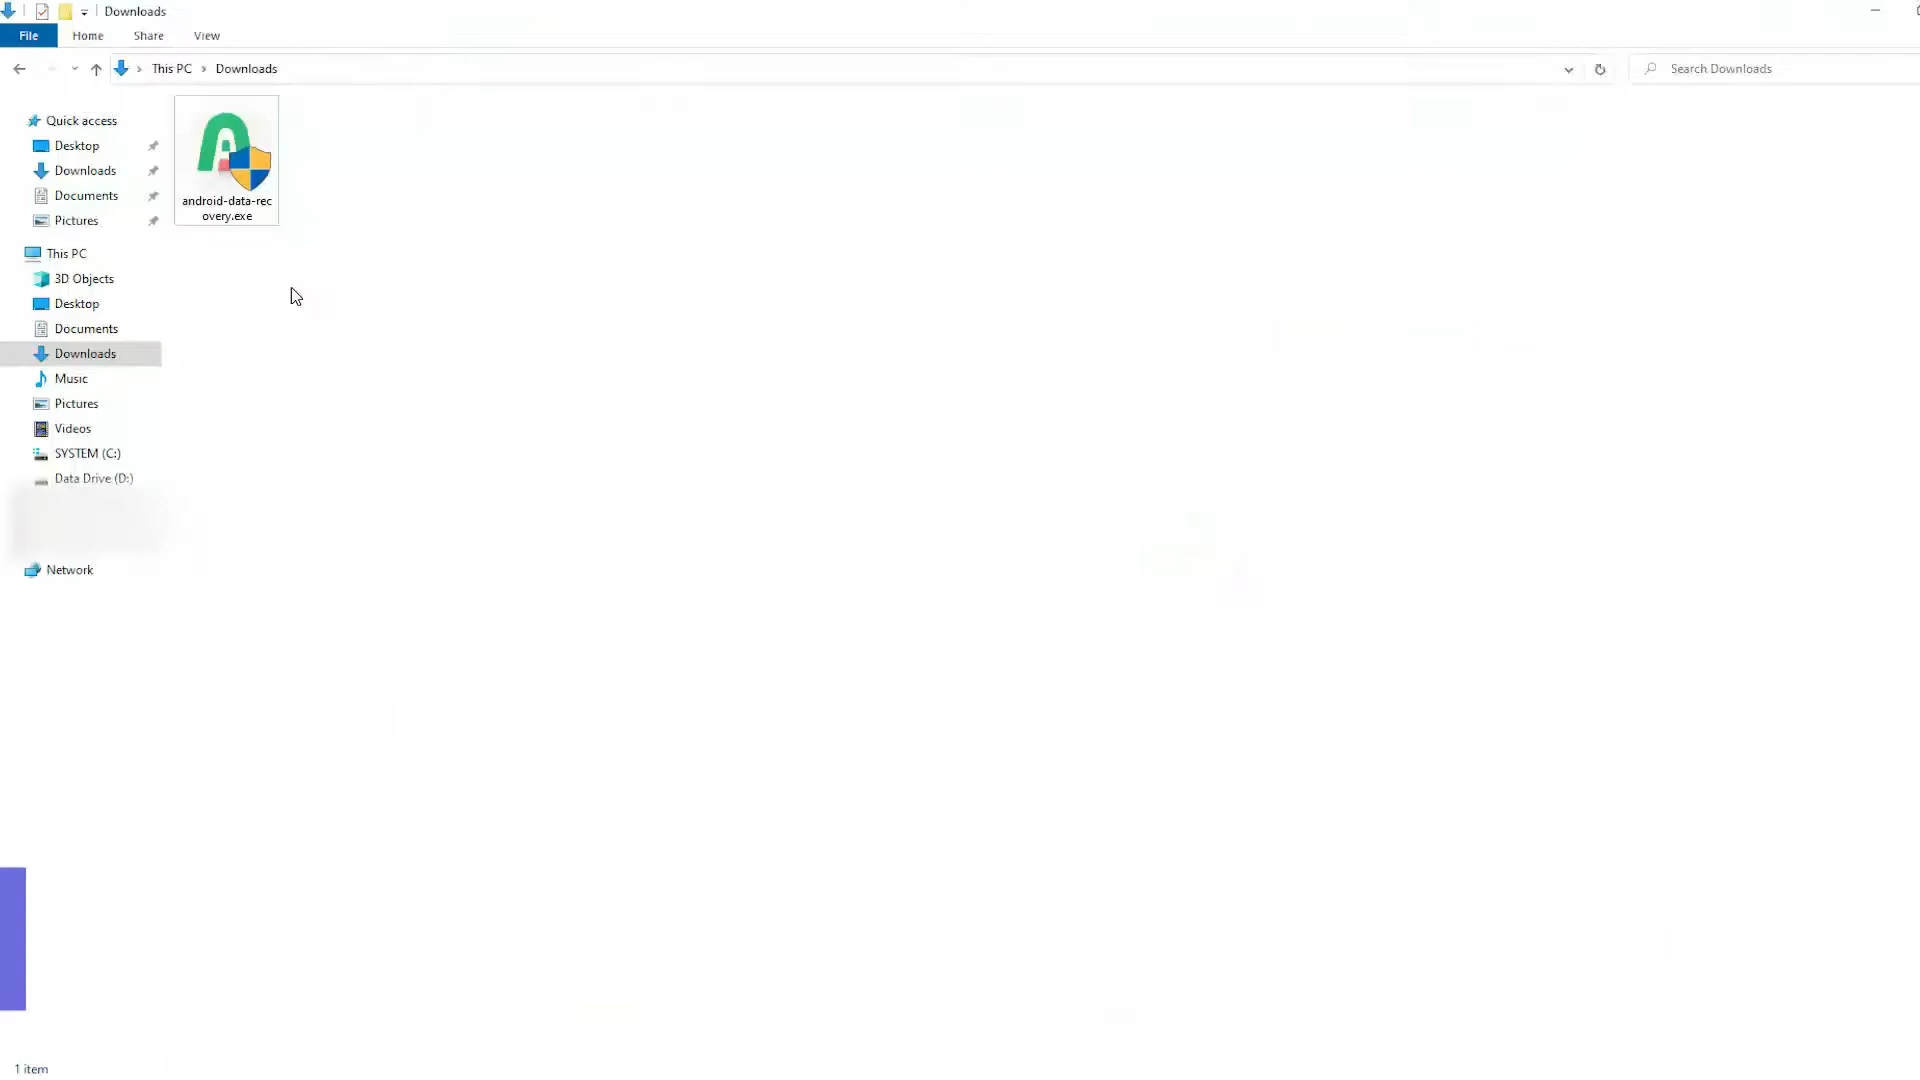 Downloads
File Home Share View
This PC Downloads Search Downloads
Quick access
Desktop
Downloads
Documents
Pictures
This PC
3D Objects
Desktop
Documents
Downloads
Music
Pictures
Videos
SYSTEM (C:)
Data Drive (D:)
Network
android-data-rec
overy.exe
1 item